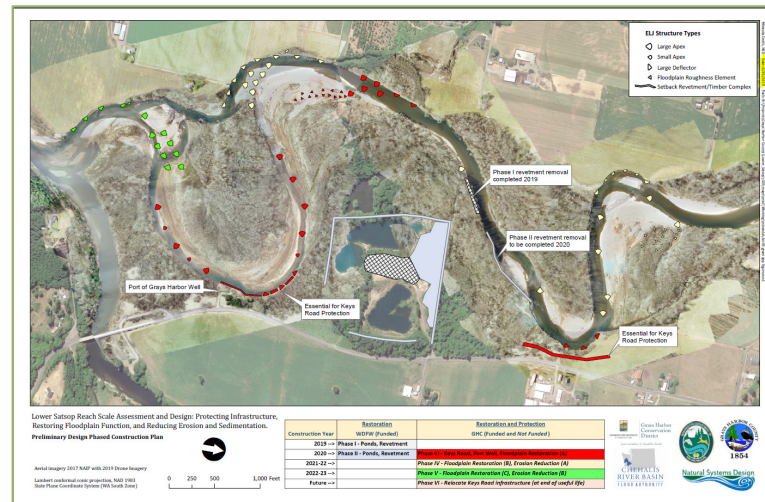 ELJ Structure Types
Large Apex
Small Apex
Large Deflector
Floodplain Roughness Element
Setback Revetment/Timber Complex
Phase I revetment removal
completed 2019
Phase II revetment removal
to be completed 2020
Port of Grays Harbor Well
Essential for Keys
Road Protection
Essential for Keys
Road Protection
Lower Satsop Reach Scale Assessment and Design: Protecting Infrastructure,
Restoring Floodplain Function, and Reducing Erosion and Sedimentation.
Preliminary Design Phased Construction Plan
Aerial imagery 2017 NAIP with 2019 Drone Imagery
Lambert conformal conic projection, NAD 1983
State Plane Coordinate System (WA South Zone)
0 250 500 1,000 Feet
Restoration Restoration and Protection
Construction Year WDFW (Funded) GHC (Funded and Not Funded)
2019 --> Phase I - Ponds, Revetment
2020 --> Phase II - Ponds, Revetment Phase III - Keys Road, Port Well, Floodplain Restoration (A)
2021-22 --> Phase IV - Floodplain Restoration (B), Erosion Reduction (A)
2022-23 --> Phase V - Floodplain Restoration (C), Erosion Reduction (B)
Future --> Phase VI - Relocate Keys Road infrastructure (at end of useful life)
Grays Harbor
Conservation
District
CHEHALIS
RIVER BASIN
FLOOD AUTHORITY
GRAYS HARBOR COUNTY
1854
Natural Systems Design